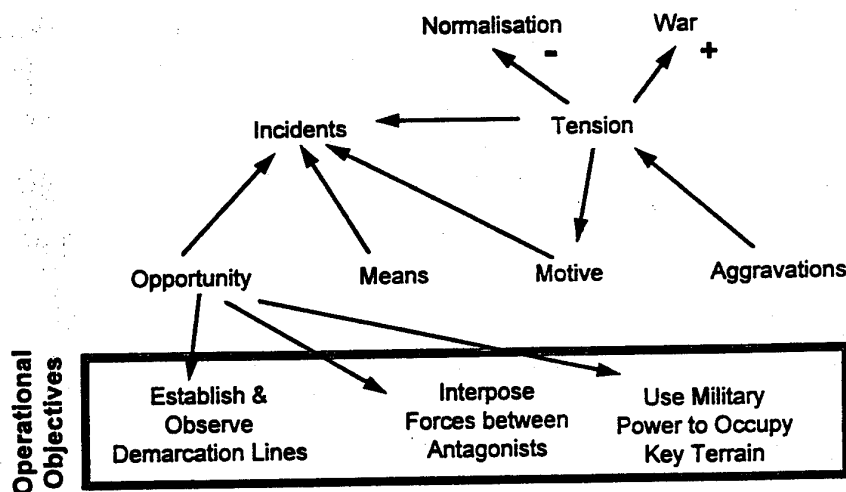 Normalisation
War
-
+
Incidents
Tension
Opportunity
Means
Motive
Aggravations
Operational
Objectives
Establish &
Observe
Demarcation Lines
Interpose
Forces between
Antagonists
Use Military
Power to Occupy
Key Terrain